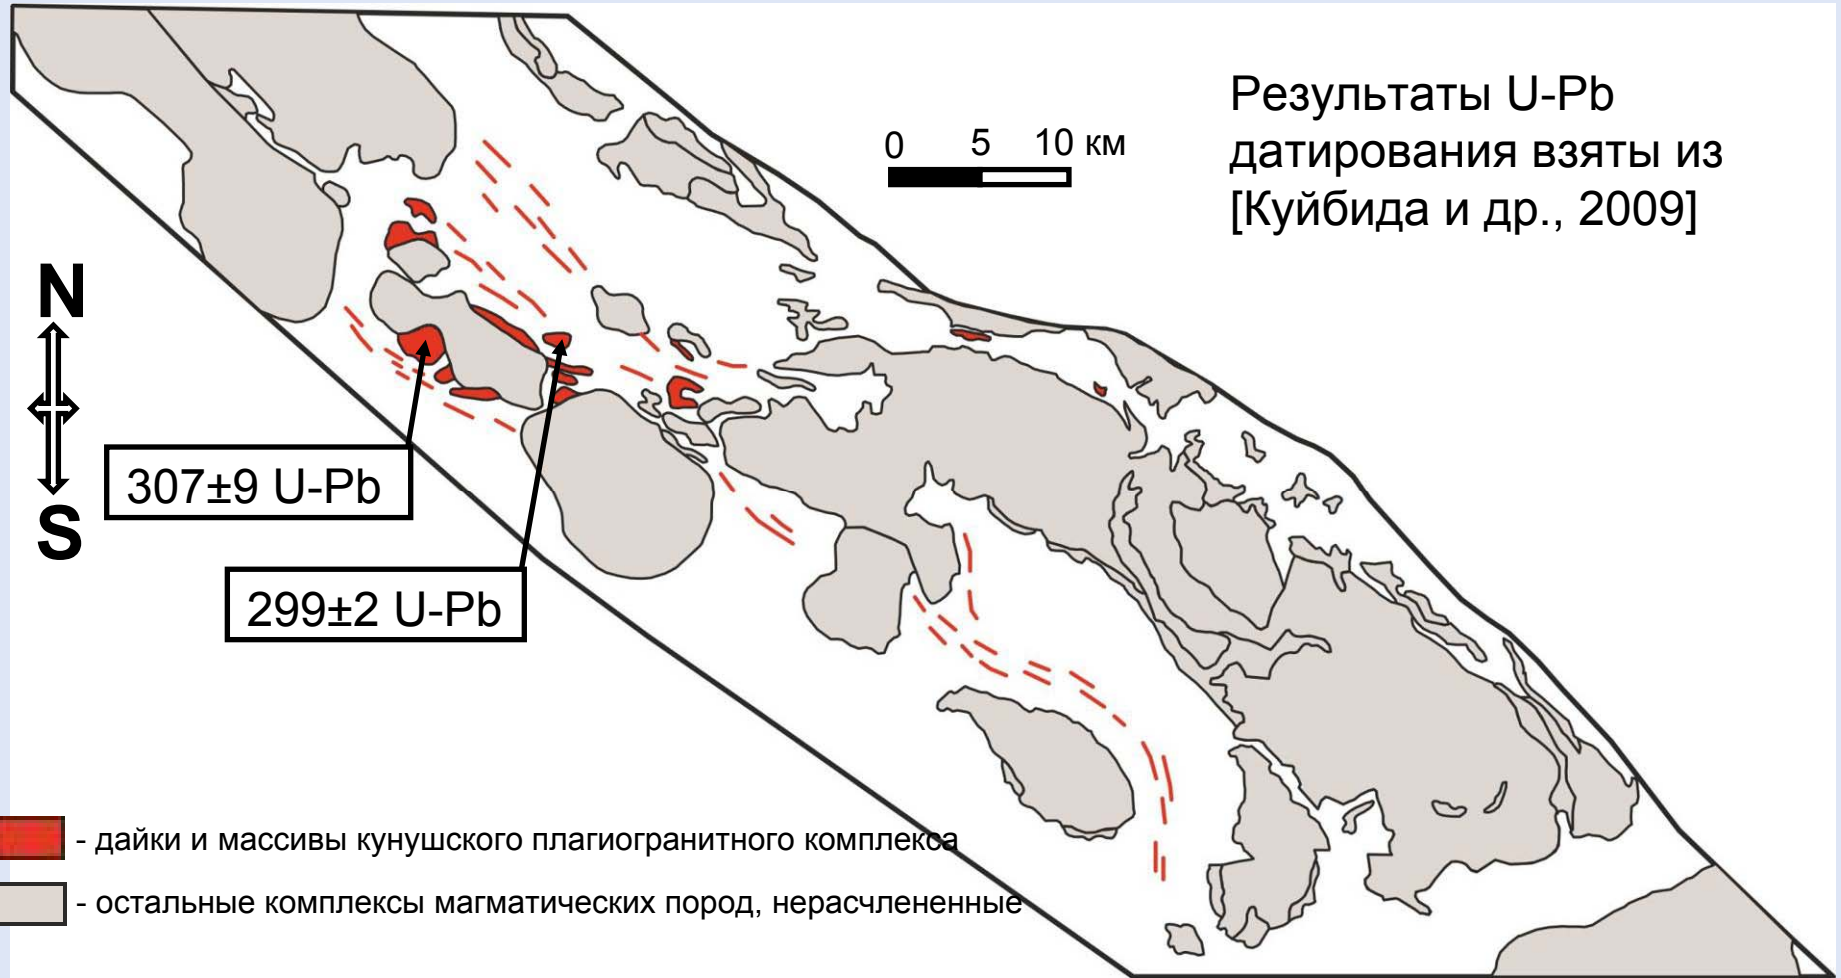 Результаты U-Pb
датирования взяты из
[Куйбида и др., 2009]
0 5 10 км
N
S
307±9 U-Pb
299±2 U-Pb
- дайки и массивы кунушского плагиогранитного комплекса
- остальные комплексы магматических пород, нерасчлененные